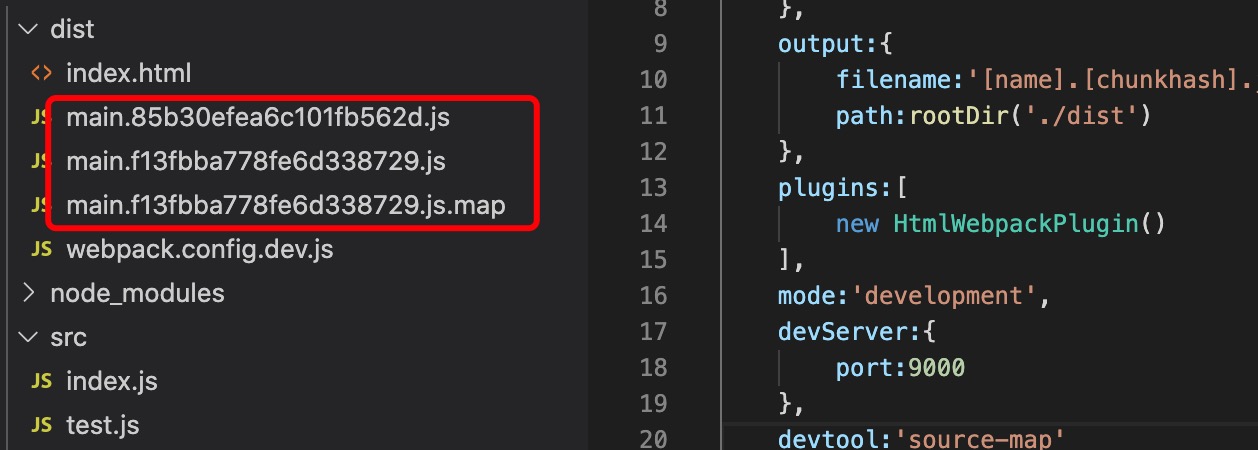 dist
<> index.html
JS main.85b30efea6c101fb562d.js
JS main.f13fbba778fe6d338729.js
JS main.f13fbba778fe6d338729.js.map
JS webpack.config.dev.js
node_modules
src
JS index.js
JS test.js
8 },
9 output:{
10 filename:'[name].[chunkhash].
11 path:rootDir('./dist')
12 },
13 plugins:[
14 new HtmlWebpackPlugin()
15 ],
16 mode:'development',
17 devServer:{
18 port:9000
19 },
20 devtool:'source-map'